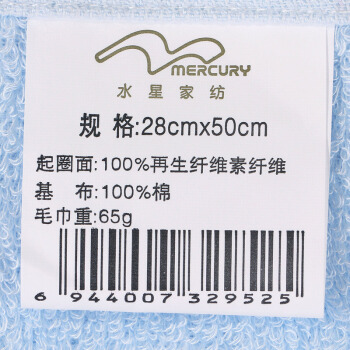 MERCURY
水星家纺
规格:28cmx50cm
起圈面:100%再生纤维素纤维
基布:100%棉
毛巾重:65g
6 944007 329525